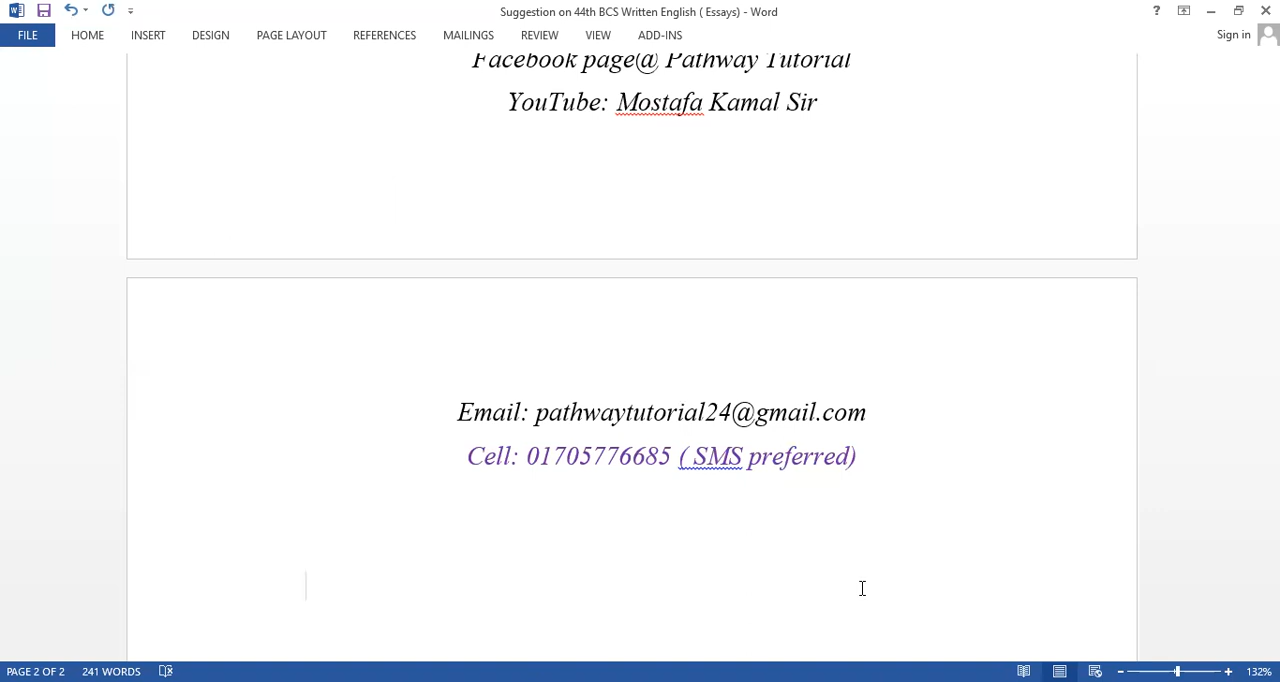 Suggestion on 44th BCS Written English ( Essays) - Word
FILE HOME INSERT DESIGN PAGE LAYOUT REFERENCES MAILINGS REVIEW VIEW ADD-INS Sign in
Facebook page@ Pathway Tutorial
YouTube: Mostafa Kamal Sir
Email: pathwaytutorial24@gmail.com
Cell: 01705776685 ( SMS preferred)
PAGE 2 OF 2 241 WORDS 132%